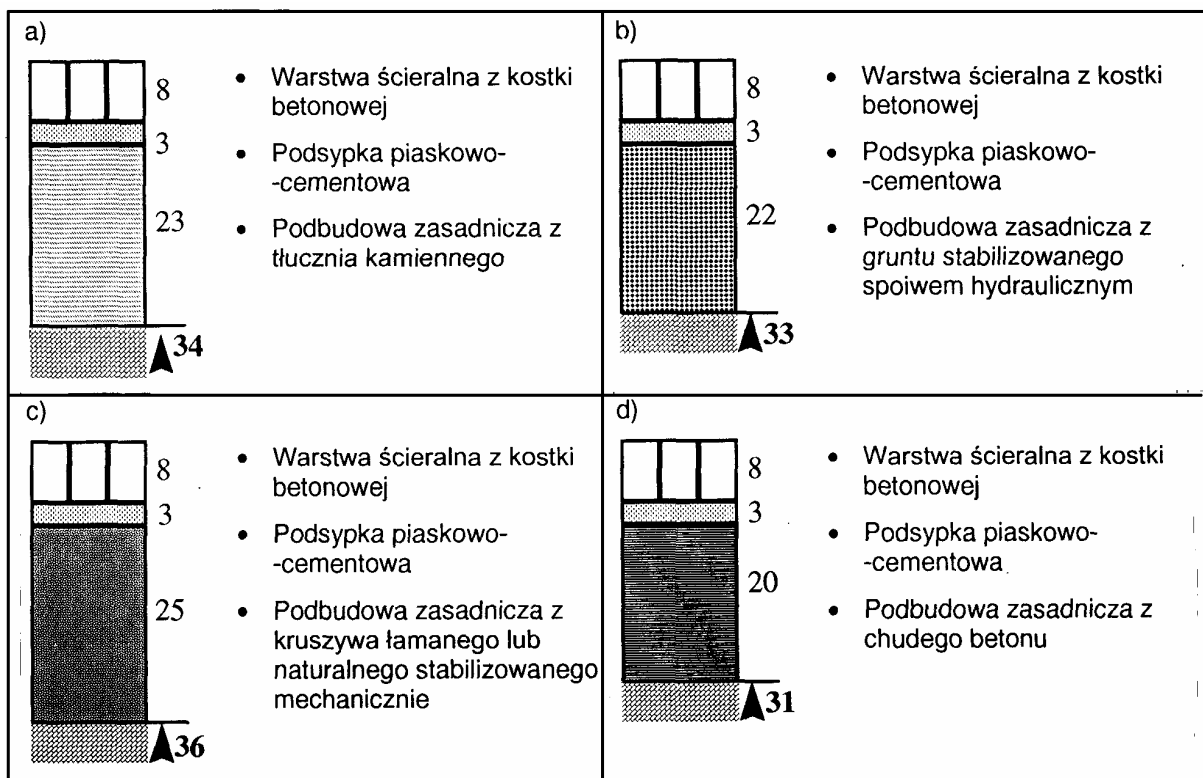 a)
8
3
23
34
• Warstwa ścieralna z kostki
betonowej
• Podsypka piaskowo-
-cementowa
• Podbudowa zasadnicza z
tłucznia kamiennego
b)
8
3
22
33
• Warstwa ścieralna z kostki
betonowej
• Podsypka piaskowo-
-cementowa
• Podbudowa zasadnicza z
gruntu stabilizowanego
spoiwem hydraulicznym
c)
8
3
25
36
• Warstwa ścieralna z kostki
betonowej
• Podsypka piaskowo-
-cementowa
• Podbudowa zasadnicza z
kruszywa łamanego lub
naturalnego stabilizowanego
mechanicznie
d)
8
3
20
31
• Warstwa ścieralna z kostki
betonowej
• Podsypka piaskowo-
-cementowa
• Podbudowa zasadnicza z
chudego betonu